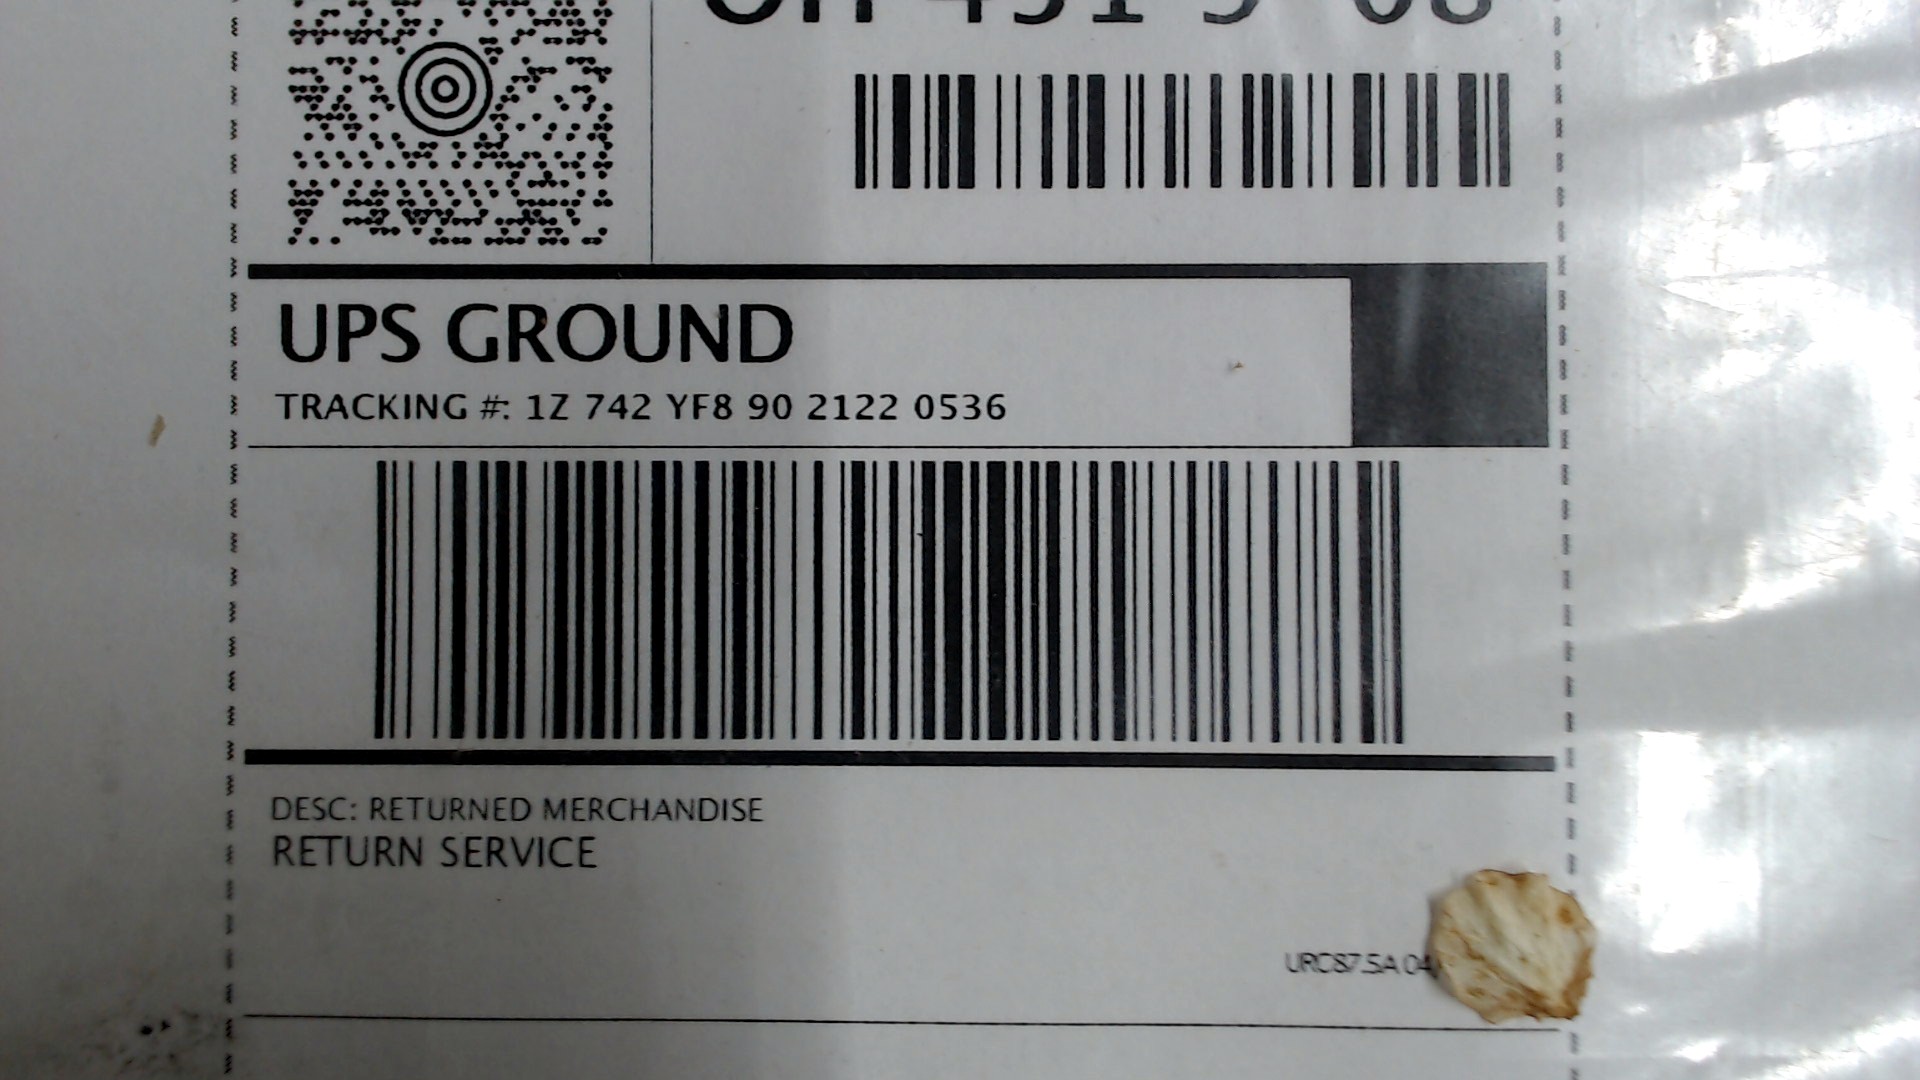 UPS GROUND
TRACKING #: 1Z 742 YF8 90 2122 0536
DESC: RETURNED MERCHANDISE
RETURN SERVICE